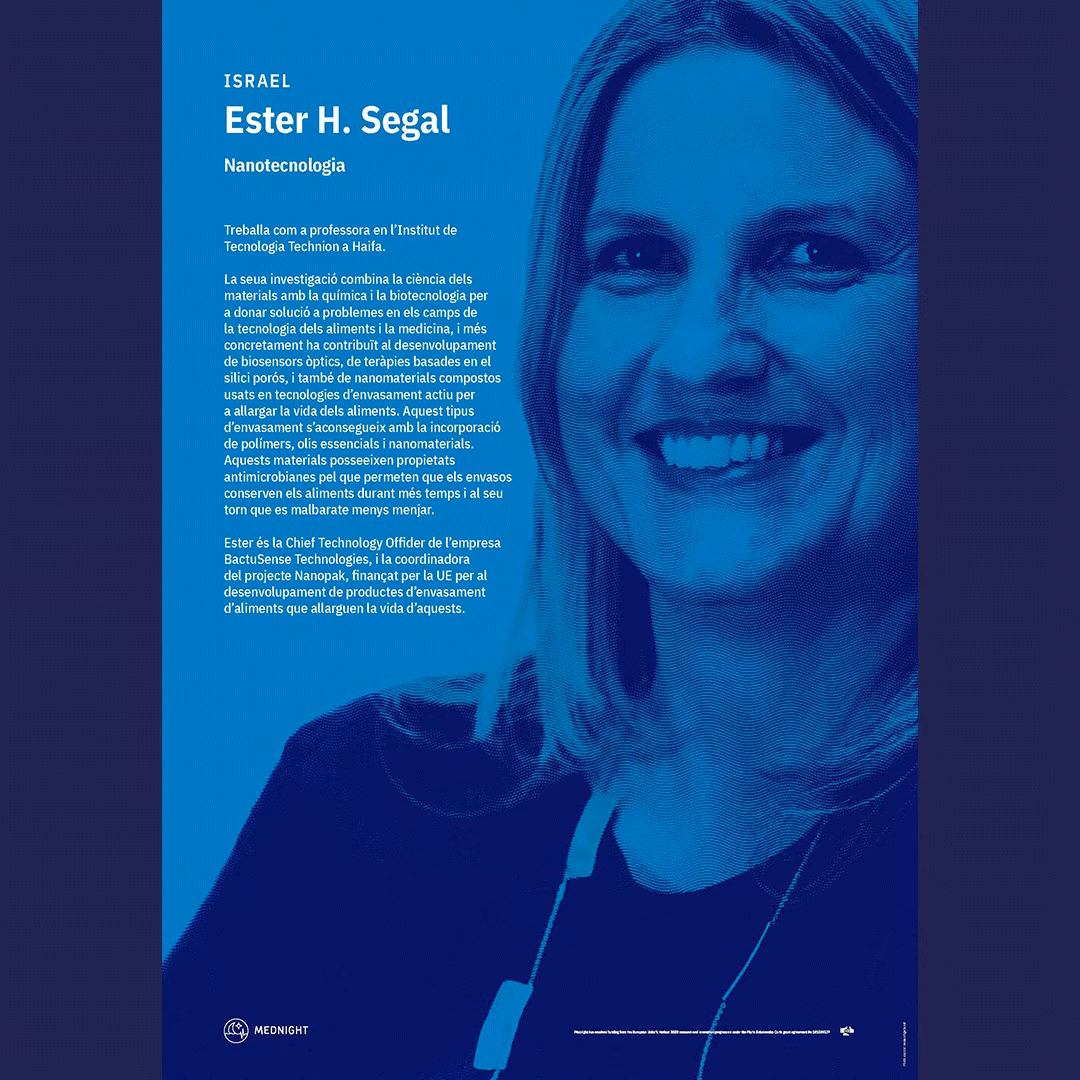 ISRAEL
Ester H. Segal
Nanotecnologia
Treballa com a professora en l'Institut de
Tecnologia Technion a Haifa.
La seua investigació combina la ciència dels
materials amb la química i la biotecnologia per
a donar solució a problemes en els camps de
la tecnologia dels aliments i la medicina, i més
concretament ha contribuït al desenvolupament
de biosensors òptics, de teràpies basades en el
silici porós, i també de nanomaterials compostos
usats en tecnologies d'envasament actiu per
a allargar la vida dels aliments. Aquest tipus
d'envasament s'aconsegueix amb la incorporació
de polímers, olis essencials i nanomaterials.
Aquests materials posseeixen propietats
antimicrobianes pel que permeten que els envasos
conserven els aliments durant més temps i al seu
torn que es malbarate menys menjar.
Ester és la Chief Technology Offider de l'empresa
BactuSense Technologies, i la coordinadora
del projecte Nanopak, finançat per la UE per al
desenvolupament de productes d'envasament
d'aliments que allarguen la vida d'aquests.
MEDNIGHT